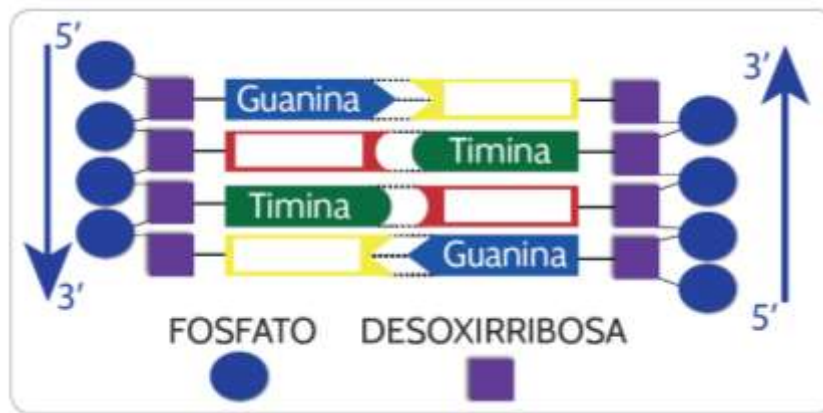 5’
3’
Guanina
Timina
Timina
Guanina
3’
5’
FOSFATO DESOXIRRIBOSA